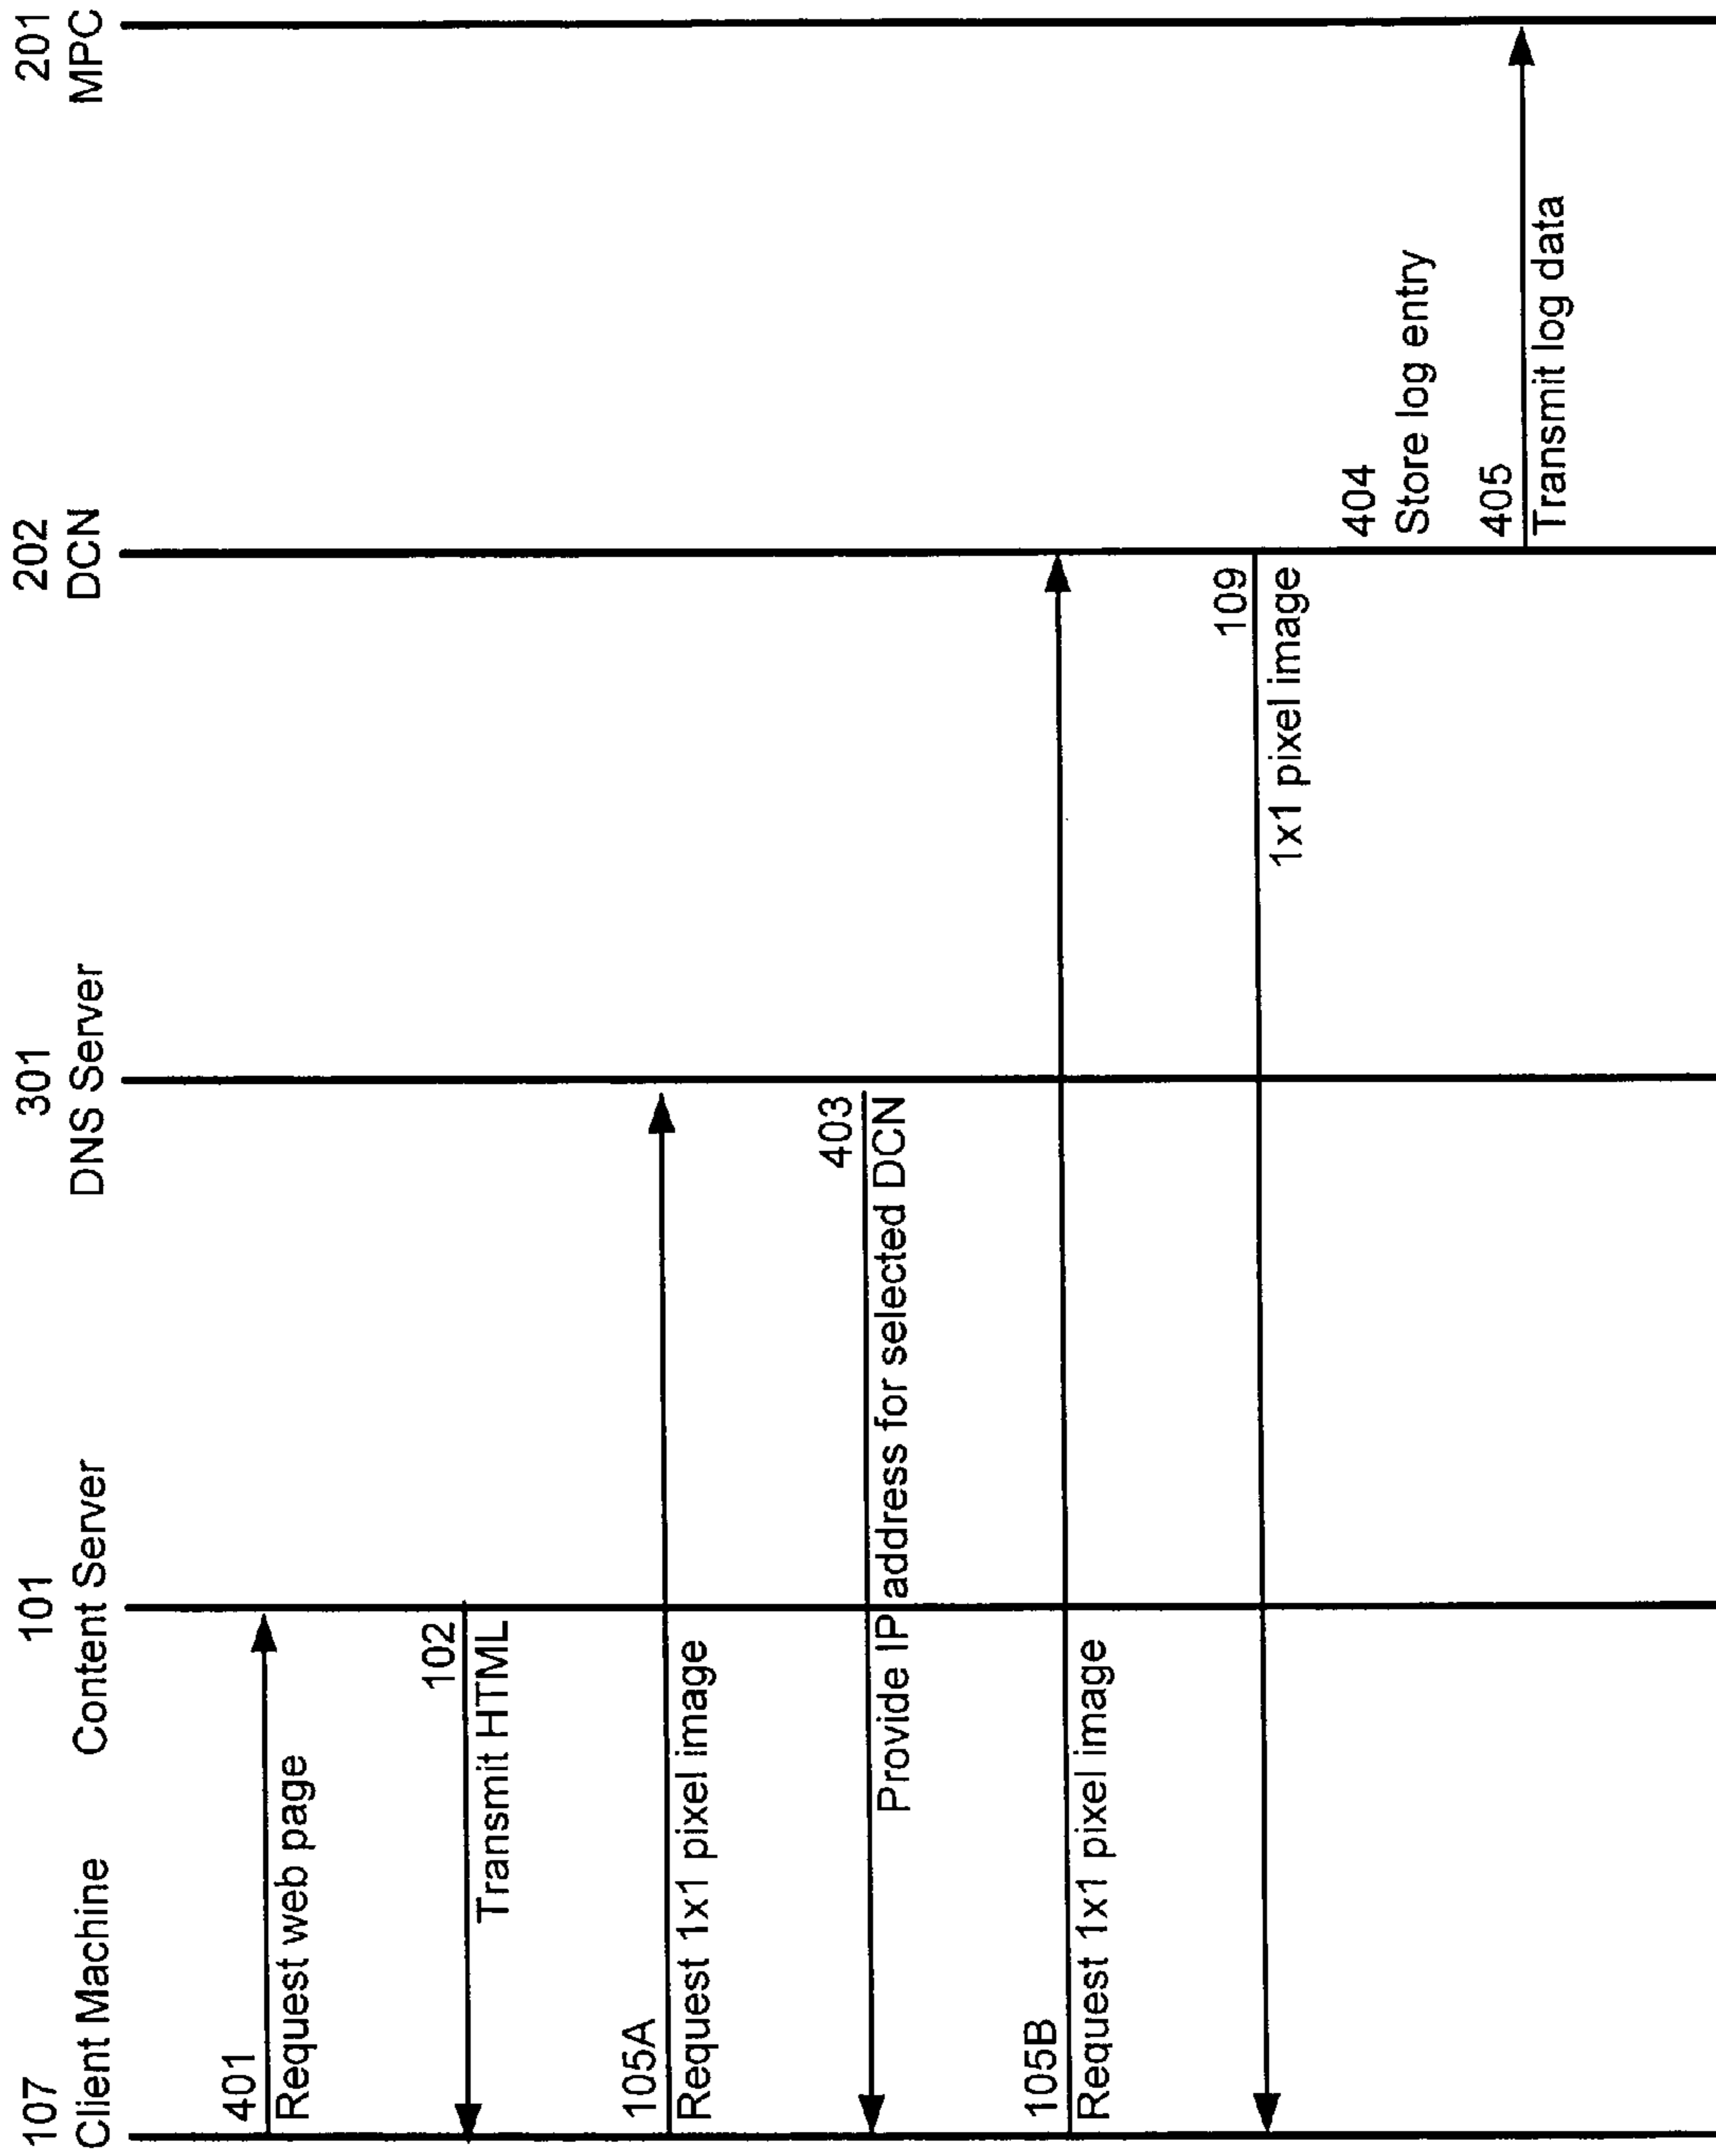 107
Client Machine
101
Content Server
301
DNS Server
202
DCN
201
MPC
401
Request web page
102
Transmit HTML
105A
Request 1x1 pixel image
403
Provide IP address for selected DCN
105B
Request 1x1 pixel image
109
1x1 pixel image
404
Store log entry
405
Transmit log data